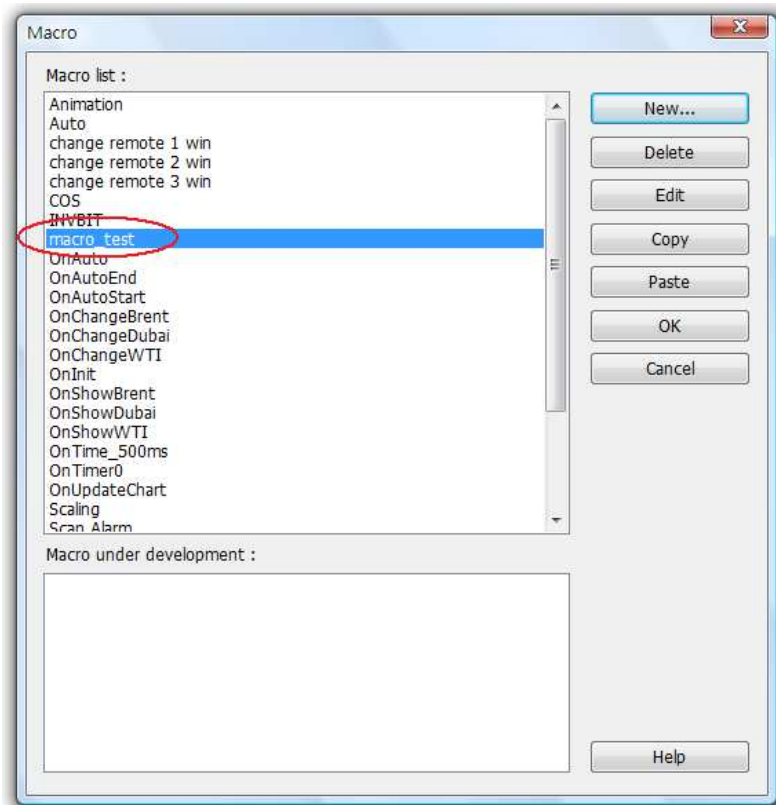 Macro
Macro list :
Animation
Auto
change remote 1 win
change remote 2 win
change remote 3 win
COS
INVBIT
macro_test
OnAuto
OnAutoEnd
OnAutoStart
OnChangeBrent
OnChangeDubai
OnChangeWTI
OnInit
OnShowBrent
OnShowDubai
OnShowWTI
OnTime_500ms
OnTimer0
OnUpdateChart
Scaling
Scan Alarm
Macro under development :
New...
Delete
Edit
Copy
Paste
OK
Cancel
Help